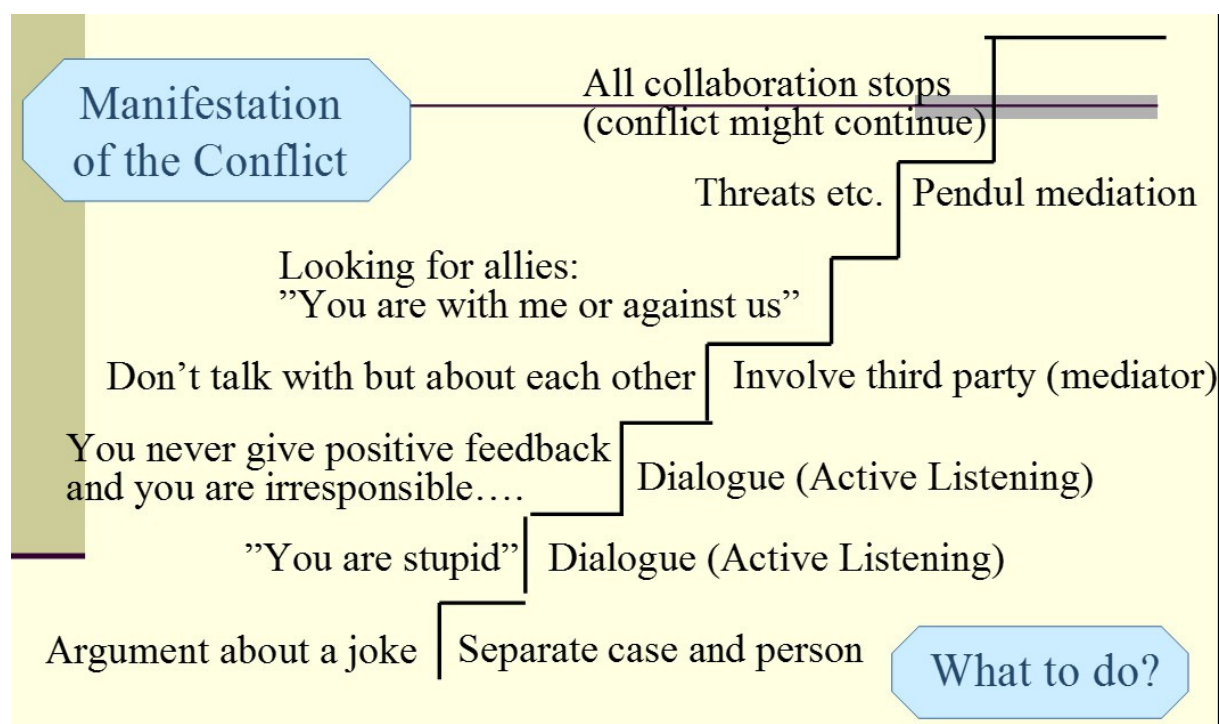 Manifestation
of the Conflict
All collaboration stops
(conflict might continue)
Threats etc.
Pendul mediation
Looking for allies:
”You are with me or against us”
Don’t talk with but about each other
Involve third party (mediator)
You never give positive feedback
and you are irresponsible….
Dialogue (Active Listening)
”You are stupid”
Dialogue (Active Listening)
Argument about a joke
Separate case and person
What to do?